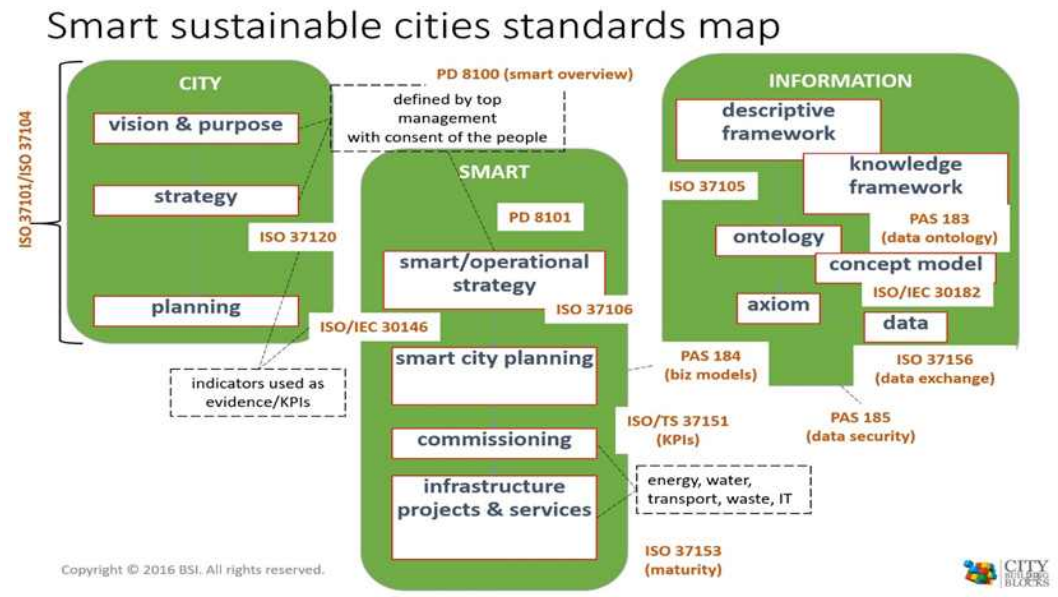 Smart sustainable cities standards map
ISO 37101/ISO 37104
CITY
vision & purpose
strategy
ISO 37120
planning
ISO/IEC 30146
indicators used as
evidence/KPIs
PD 8100 (smart overview)
defined by top
management
with consent of the people
SMART
PD 8101
smart/operational
strategy
ISO 37106
smart city planning
PAS 184
(biz models)
commissioning
ISO/TS 37151
(KPIs)
infrastructure
projects & services
energy, water,
transport, waste, IT
ISO 37153
(maturity)
INFORMATION
descriptive
framework
knowledge
framework
ISO 37105
PAS 183
(data ontology)
ontology
concept model
ISO/IEC 30182
axiom
data
ISO 37156
(data exchange)
PAS 185
(data security)
Copyright © 2016 BSI. All rights reserved.
CITY
BUILDING
BLOCKS